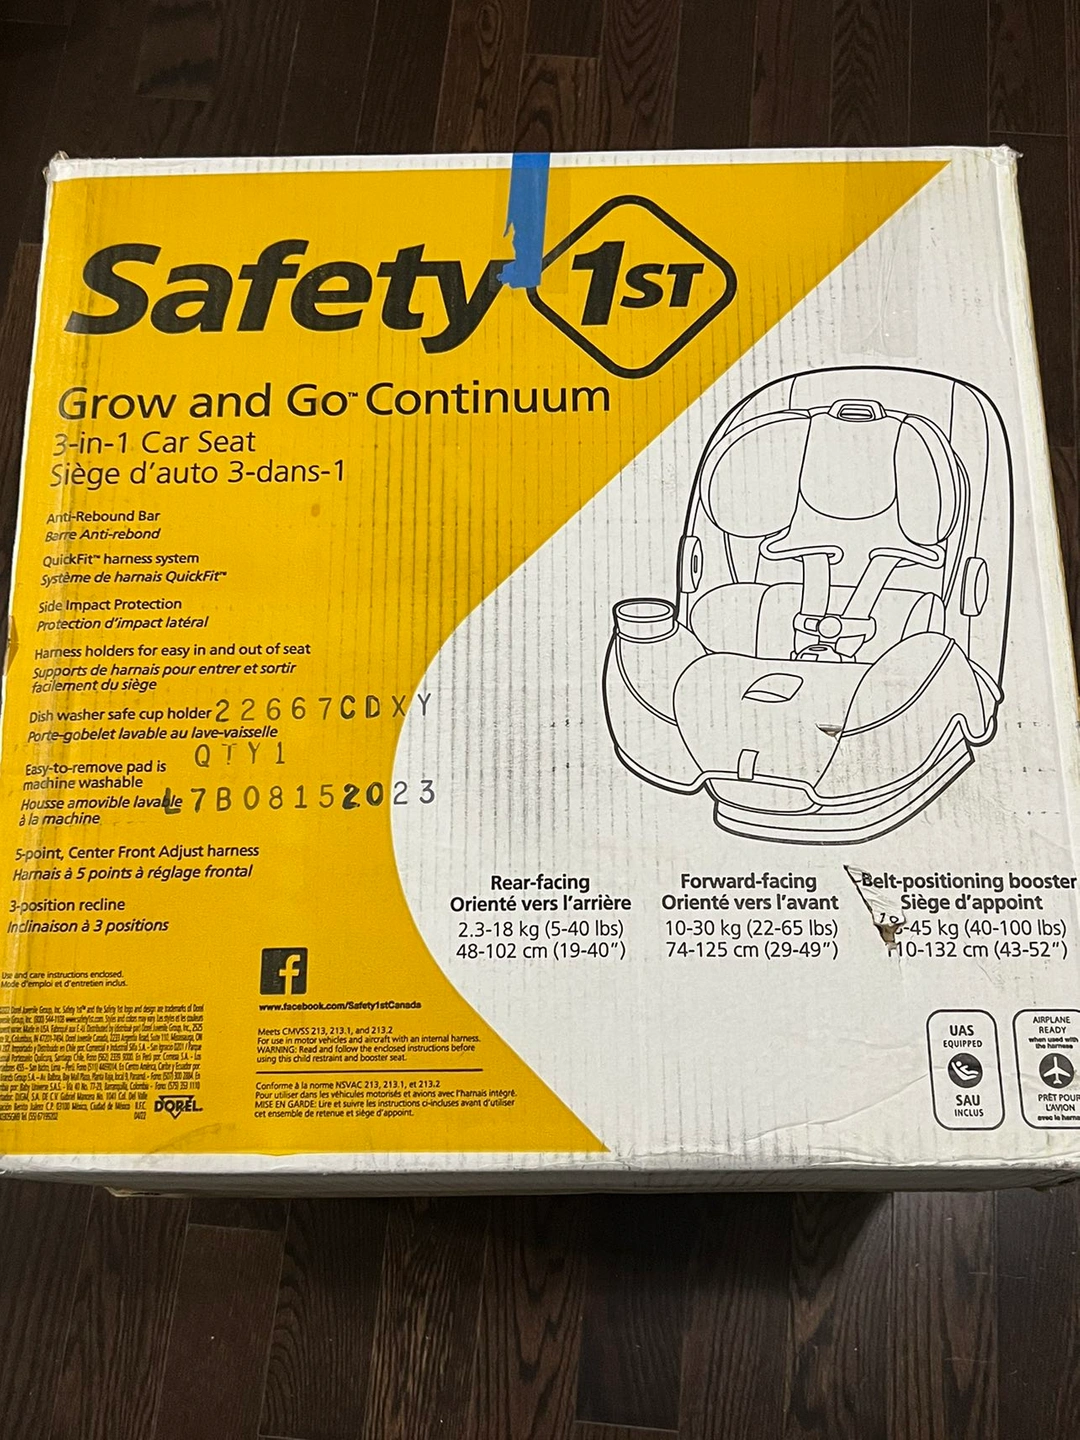 Safety 1ST
Grow and Go™ Continuum
3-in-1 Car Seat
Siège d'auto 3-dans-1
Anti-Rebound Bar
Barre Anti-rebond
QuickFit™ harness system
Système de harnais QuickFit™
Side Impact Protection
Protection d'impact latéral
Harness holders for easy in and out of seat
Supports de harnais pour entrer et sortir
facilement du siège
Dish washer safe cup holder
22667CDXY
Porte-gobelet lavable au lave-vaisselle
QTY1
Easy-to-remove pad is
machine washable
Housse amovible lavable
L7B08152023
à la machine
5-point, Center Front Adjust harness
Harnais à 5 points à réglage frontal
3-position recline
Inclinaison à 3 positions
Use and care instructions enclosed.
Mode d'emploi et d'entretien inclus.
DOREL
f
www.facebook.com/Safety1stCanada
Meets CMVSS 213, 213.1, and 213.2
For use in motor vehicles and aircraft with an internal harness.
WARNING: Read and follow the enclosed instructions before
using this child restraint and booster seat.
Conforme à la norme NSVAC 213, 213.1, et 213.2
Pour utiliser dans les véhicules motorisés et avions avec l'harnais intégré.
MISE EN GARDE: Lire et suivre les instructions ci-incluses avant d'utiliser
cet ensemble de retenue et siège d'appoint.
Rear-facing
Orienté vers l'arrière
2.3-18 kg (5-40 lbs)
48-102 cm (19-40")
Forward-facing
Orienté vers l'avant
10-30 kg (22-65 lbs)
74-125 cm (29-49")
Belt-positioning booster
Siège d'appoint
-45 kg (40-100 lbs)
110-132 cm (43-52")
UAS
EQUIPPED
SAU
INCLUS
AIRPLANE
READY
when used with
the harness
PRÊT POUR
L'AVION
avec le